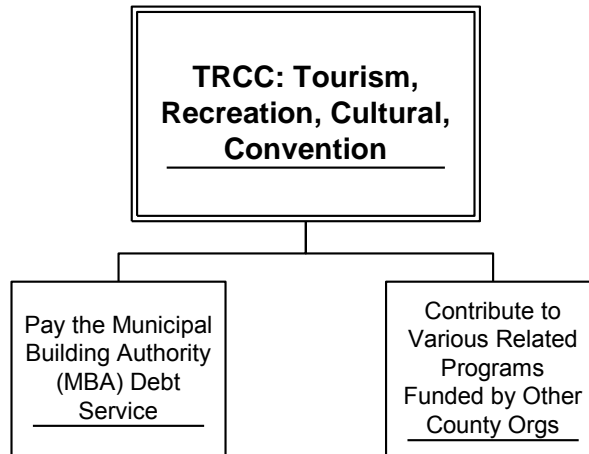 TRCC: Tourism,
Recreation, Cultural,
Convention
Pay the Municipal
Building Authority
(MBA) Debt
Service
Contribute to
Various Related
Programs
Funded by Other
County Orgs